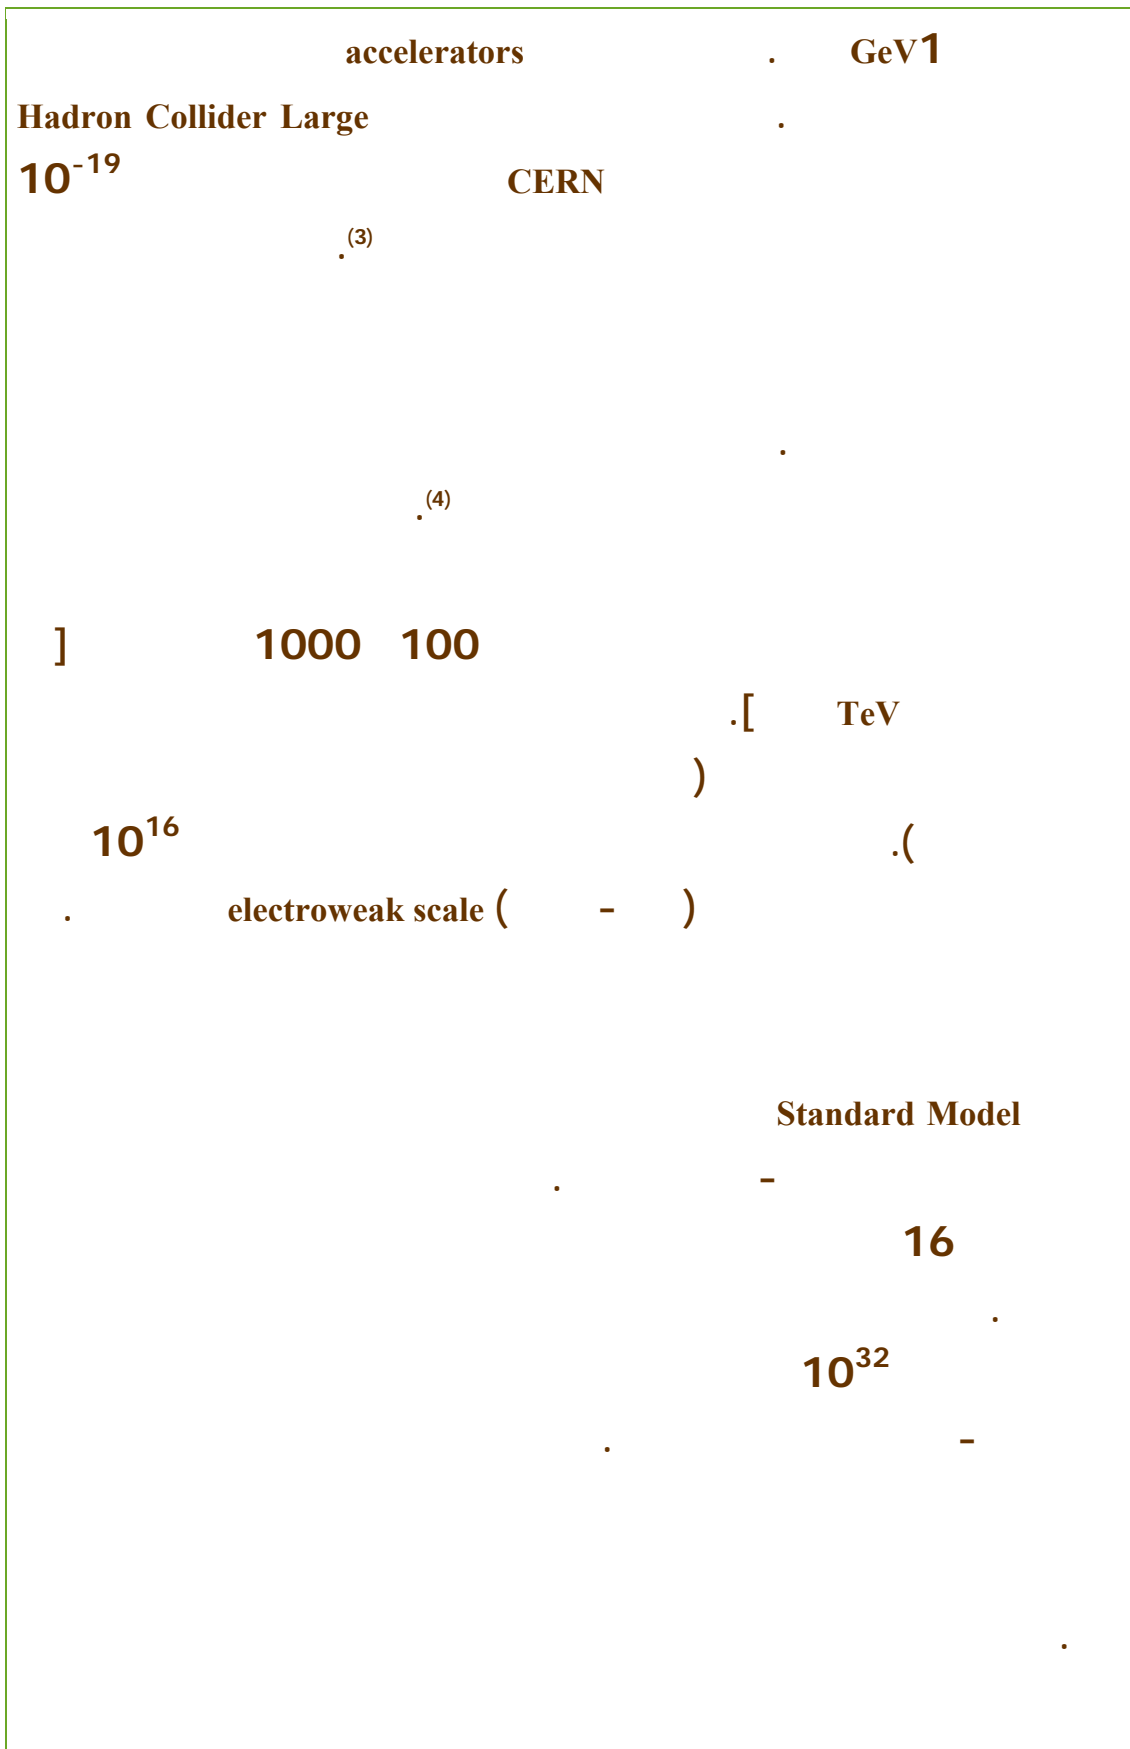 accelerators . GeV1
Hadron Collider Large .
10⁻¹⁹ CERN
.(3)
.
.(4)
] 1000 100
.[ TeV
)
10¹⁶ .(
. electroweak scale ( - )
Standard Model
. -
16
.
10³²
. -
.